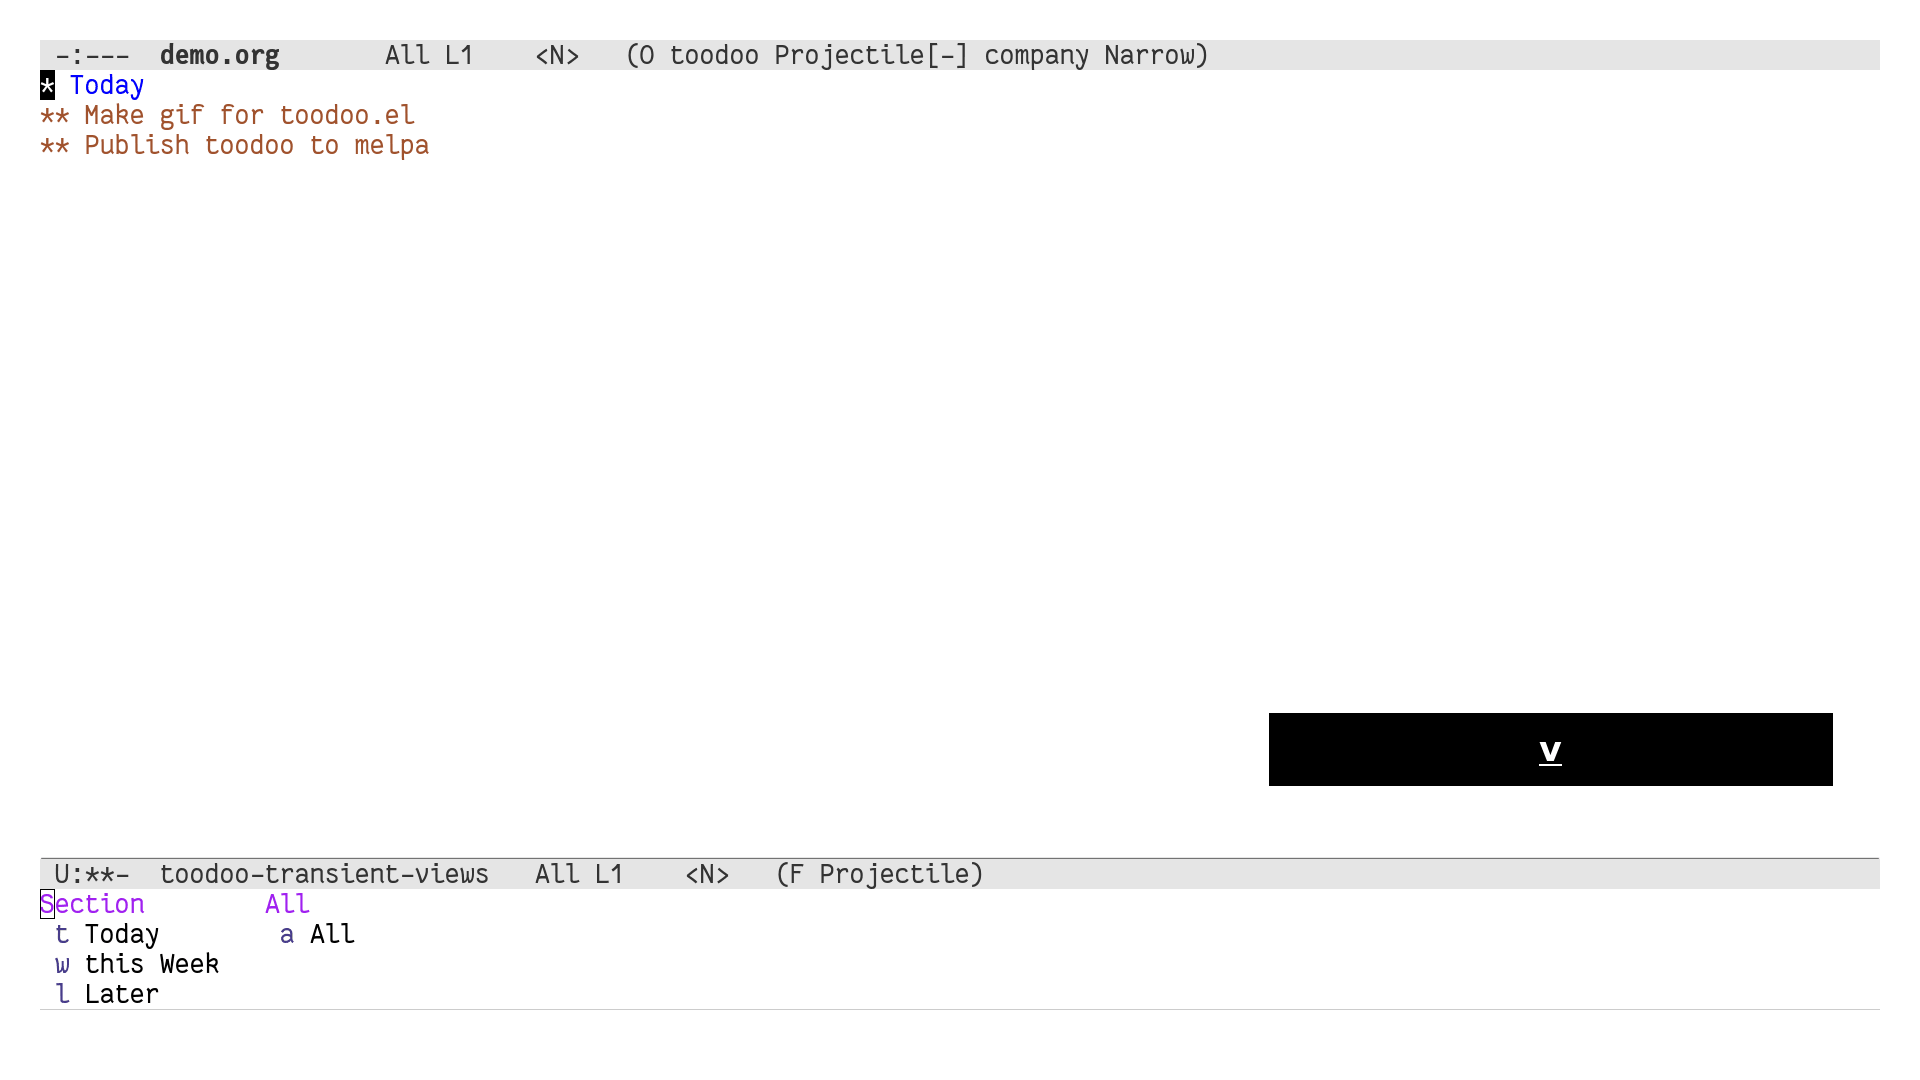 -:---  demo.org       All L1    <N>   (O toodoo Projectile[-] company Narrow)
* Today
** Make gif for toodoo.el
** Publish toodoo to melpa
v
U:**-  toodoo-transient-views   All L1    <N>   (F Projectile)
Section        All
t Today        a All
w this Week
l Later